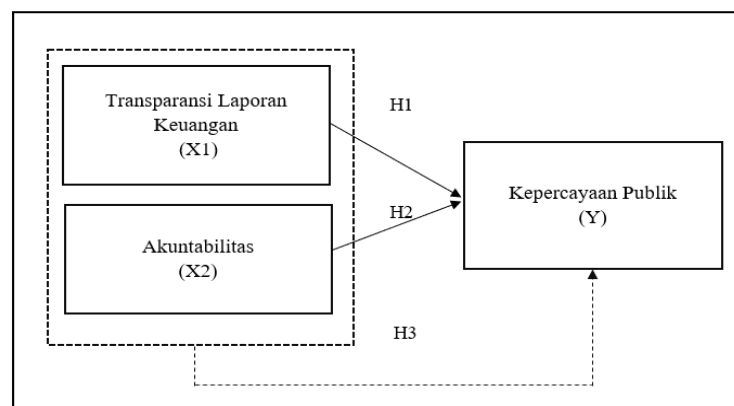 Transparansi Laporan
Keuangan
(X1)
H1
Kepercayaan Publik
(Y)
H2
Akuntabilitas
(X2)
H3